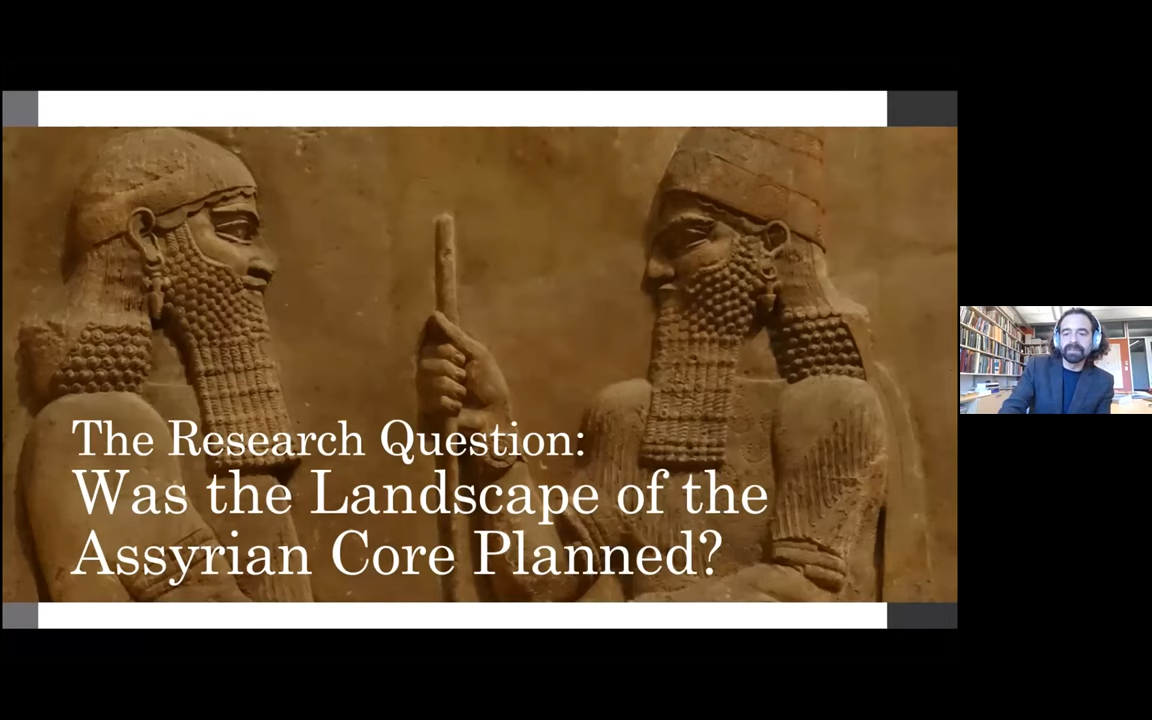 The Research Question:
Was the Landscape of the
Assyrian Core Planned?